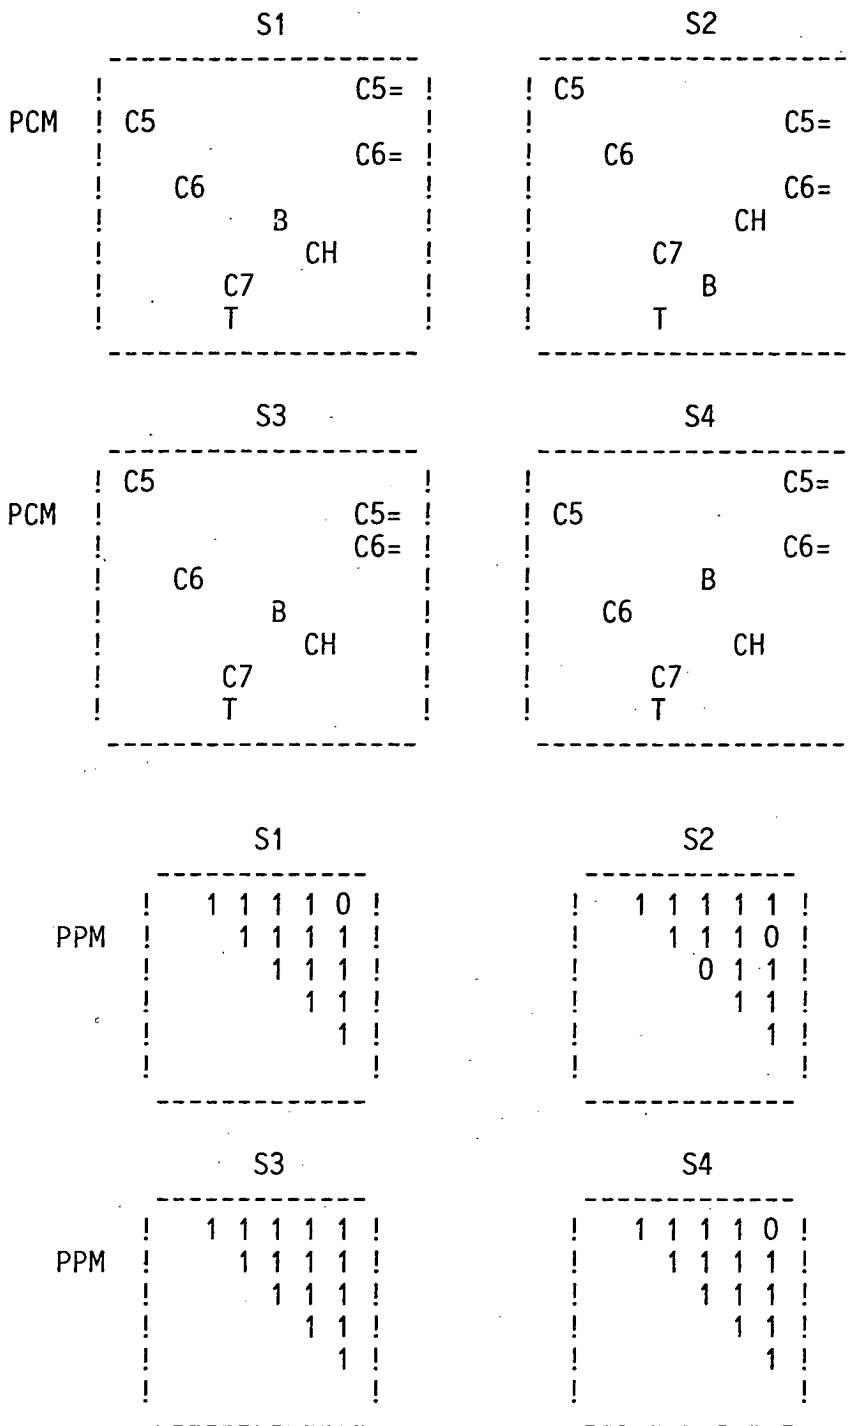 S1 S2
------------------- -------------------
! C5= ! ! C5
PCM ! C5 ! ! C5=
! C6= ! ! C6
! C6 ! ! C6=
! B ! ! CH
! CH ! ! C7
! C7 ! ! B
! T ! ! T
------------------- -------------------
S3 S4
------------------- -------------------
! C5 ! ! C5=
PCM ! C5= ! ! C5
! C6= ! ! C6=
! C6 ! ! B
! B ! ! C6
! CH ! ! CH
! C7 ! ! C7
! T ! ! T
------------------- -------------------
S1 S2
------------- -------------
! 1 1 1 1 0 ! ! 1 1 1 1 1 !
PPM ! 1 1 1 1 ! ! 1 1 1 0 !
! 1 1 1 ! ! 0 1 1 !
! 1 1 ! ! 1 1 !
! 1 ! ! 1 !
! ! ! !
------------- -------------
S3 S4
------------- -------------
! 1 1 1 1 1 ! ! 1 1 1 1 0 !
PPM ! 1 1 1 1 ! ! 1 1 1 1 !
! 1 1 1 ! ! 1 1 1 !
! 1 1 ! ! 1 1 !
! 1 ! ! 1 !
! ! ! !
------------- -------------